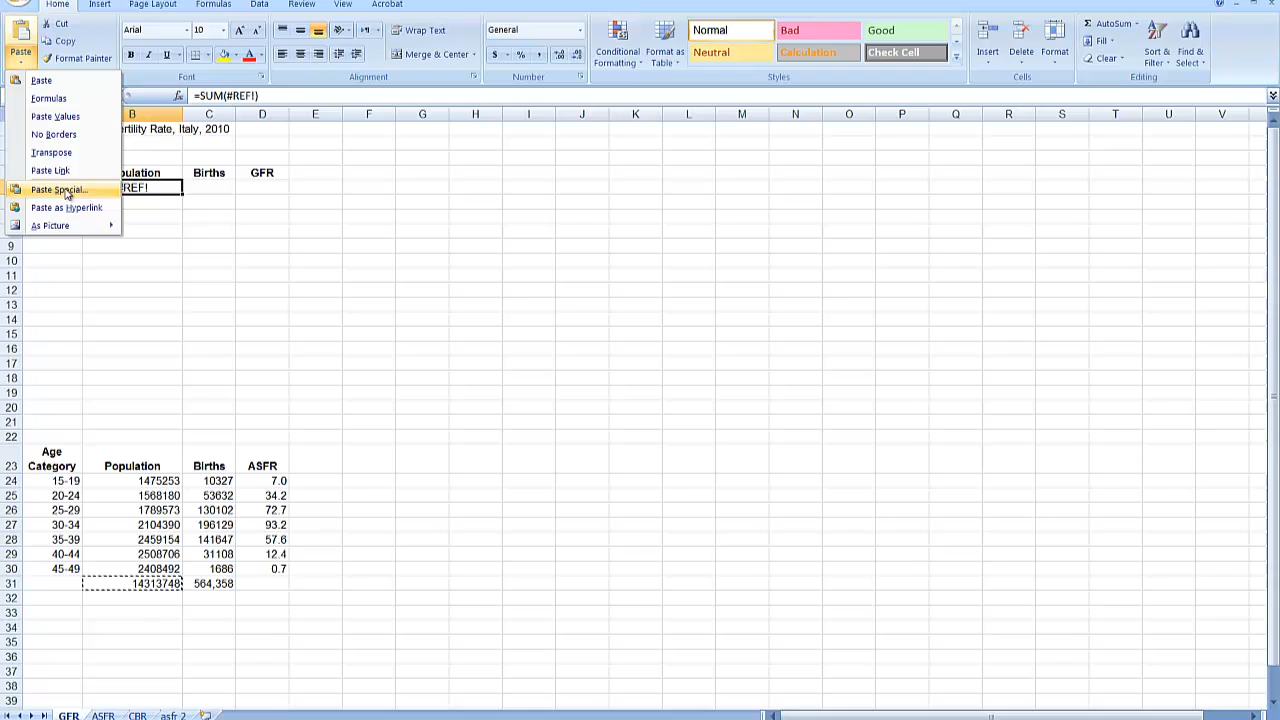 Home Insert Page Layout Formulas Data Review View Acrobat
Cut
Copy
Format Painter
Paste
Arial 10
B I U
Font
Wrap Text
Merge & Center
Alignment
General
$ % ,
Number
Conditional Formatting
Format as Table
Normal Bad Good
Neutral Calculation Check Cell
Styles
Insert Delete Format
Cells
AutoSum
Fill
Clear
Sort & Filter
Find & Select
Editing
Paste
Formulas
Paste Values
No Borders
Transpose
Paste Link
Paste Special...
Paste as Hyperlink
As Picture
fx =SUM(#REF!)
B C D E F G H I J K L M N O P Q R S T U V
ertility Rate, Italy, 2010
opulation Births GFR
#REF!
9
10
11
12
13
14
15
16
17
18
19
20
21
22
Age
23 Category Population Births ASFR
24 15-19 1475253 10327 7.0
25 20-24 1568180 53632 34.2
26 25-29 1789573 130102 72.7
27 30-34 2104390 196129 93.2
28 35-39 2459154 141647 57.6
29 40-44 2508706 31108 12.4
30 45-49 2408492 1686 0.7
31 14313748 564,358
32
33
34
35
36
37
38
39
GFR ASFR CBR asfr 2